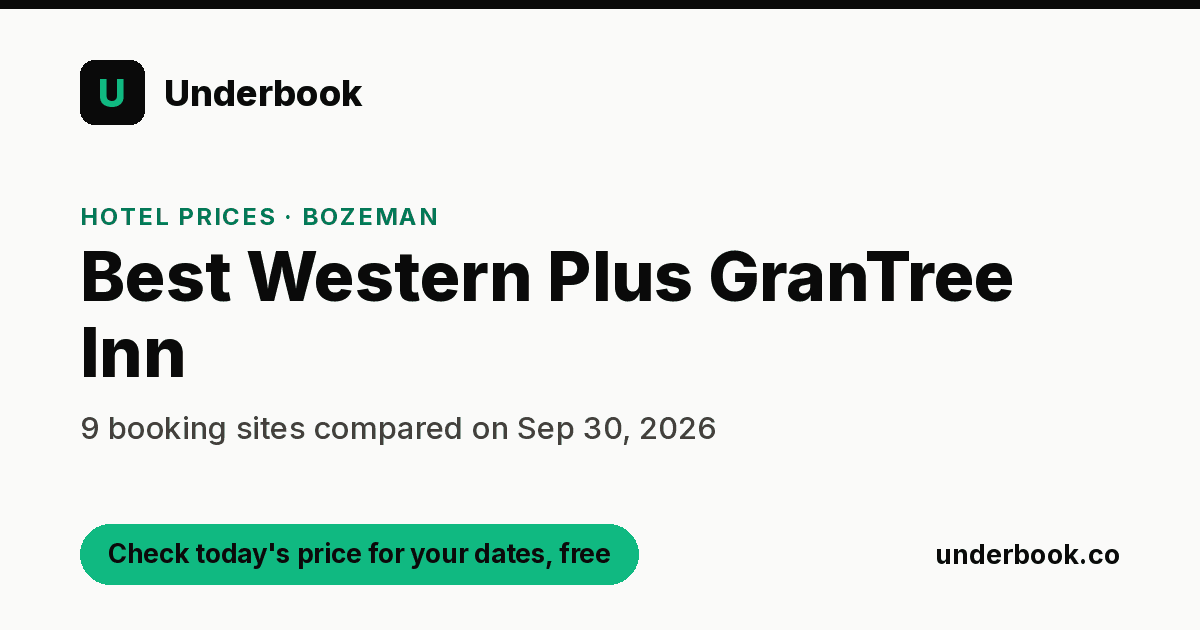 U
Underbook
HOTEL PRICES · BOZEMAN
Best Western Plus GranTree
Inn
9 booking sites compared on Sep 30, 2026
Check today's price for your dates, free
underbook.co